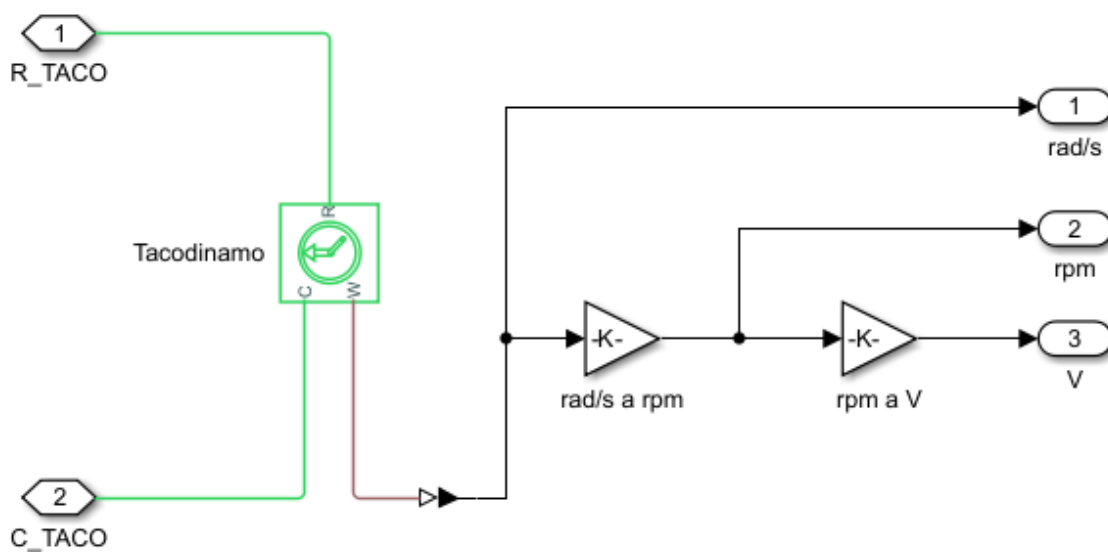 1
R_TACO
1
rad/s
R
Tacodinamo
C
W
2
rpm
-K-
rad/s a rpm
-K-
rpm a V
3
V
2
C_TACO